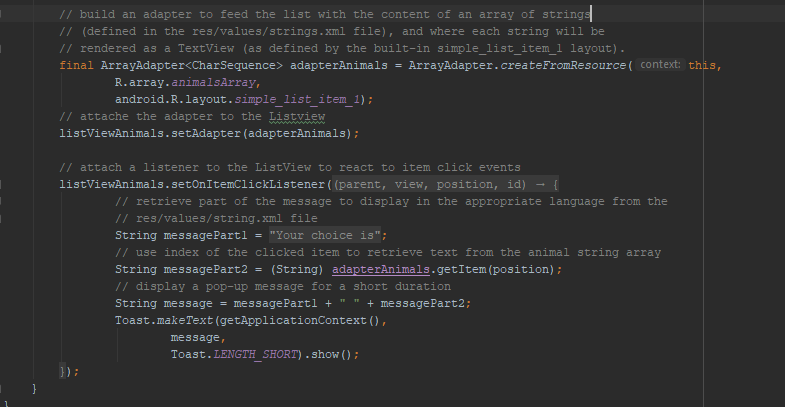 // build an adapter to feed the list with the content of an array of strings
// (defined in the res/values/strings.xml file), and where each string will be
// rendered as a TextView (as defined by the built-in simple_list_item_1 layout).
final ArrayAdapter<CharSequence> adapterAnimals = ArrayAdapter.createFromResource( context: this,
        R.array.animalsArray,
        android.R.layout.simple_list_item_1);
// attache the adapter to the Listview
listViewAnimals.setAdapter(adapterAnimals);
// attach a listener to the ListView to react to item click events
listViewAnimals.setOnItemClickListener((parent, view, position, id) → {
        // retrieve part of the message to display in the appropriate language from the
        // res/values/string.xml file
        String messagePart1 = "Your choice is";
        // use index of the clicked item to retrieve text from the animal string array
        String messagePart2 = (String) adapterAnimals.getItem(position);
        // display a pop-up message for a short duration
        String message = messagePart1 + " " + messagePart2;
        Toast.makeText(getApplicationContext(),
                message,
                Toast.LENGTH_SHORT).show();
});
}
}